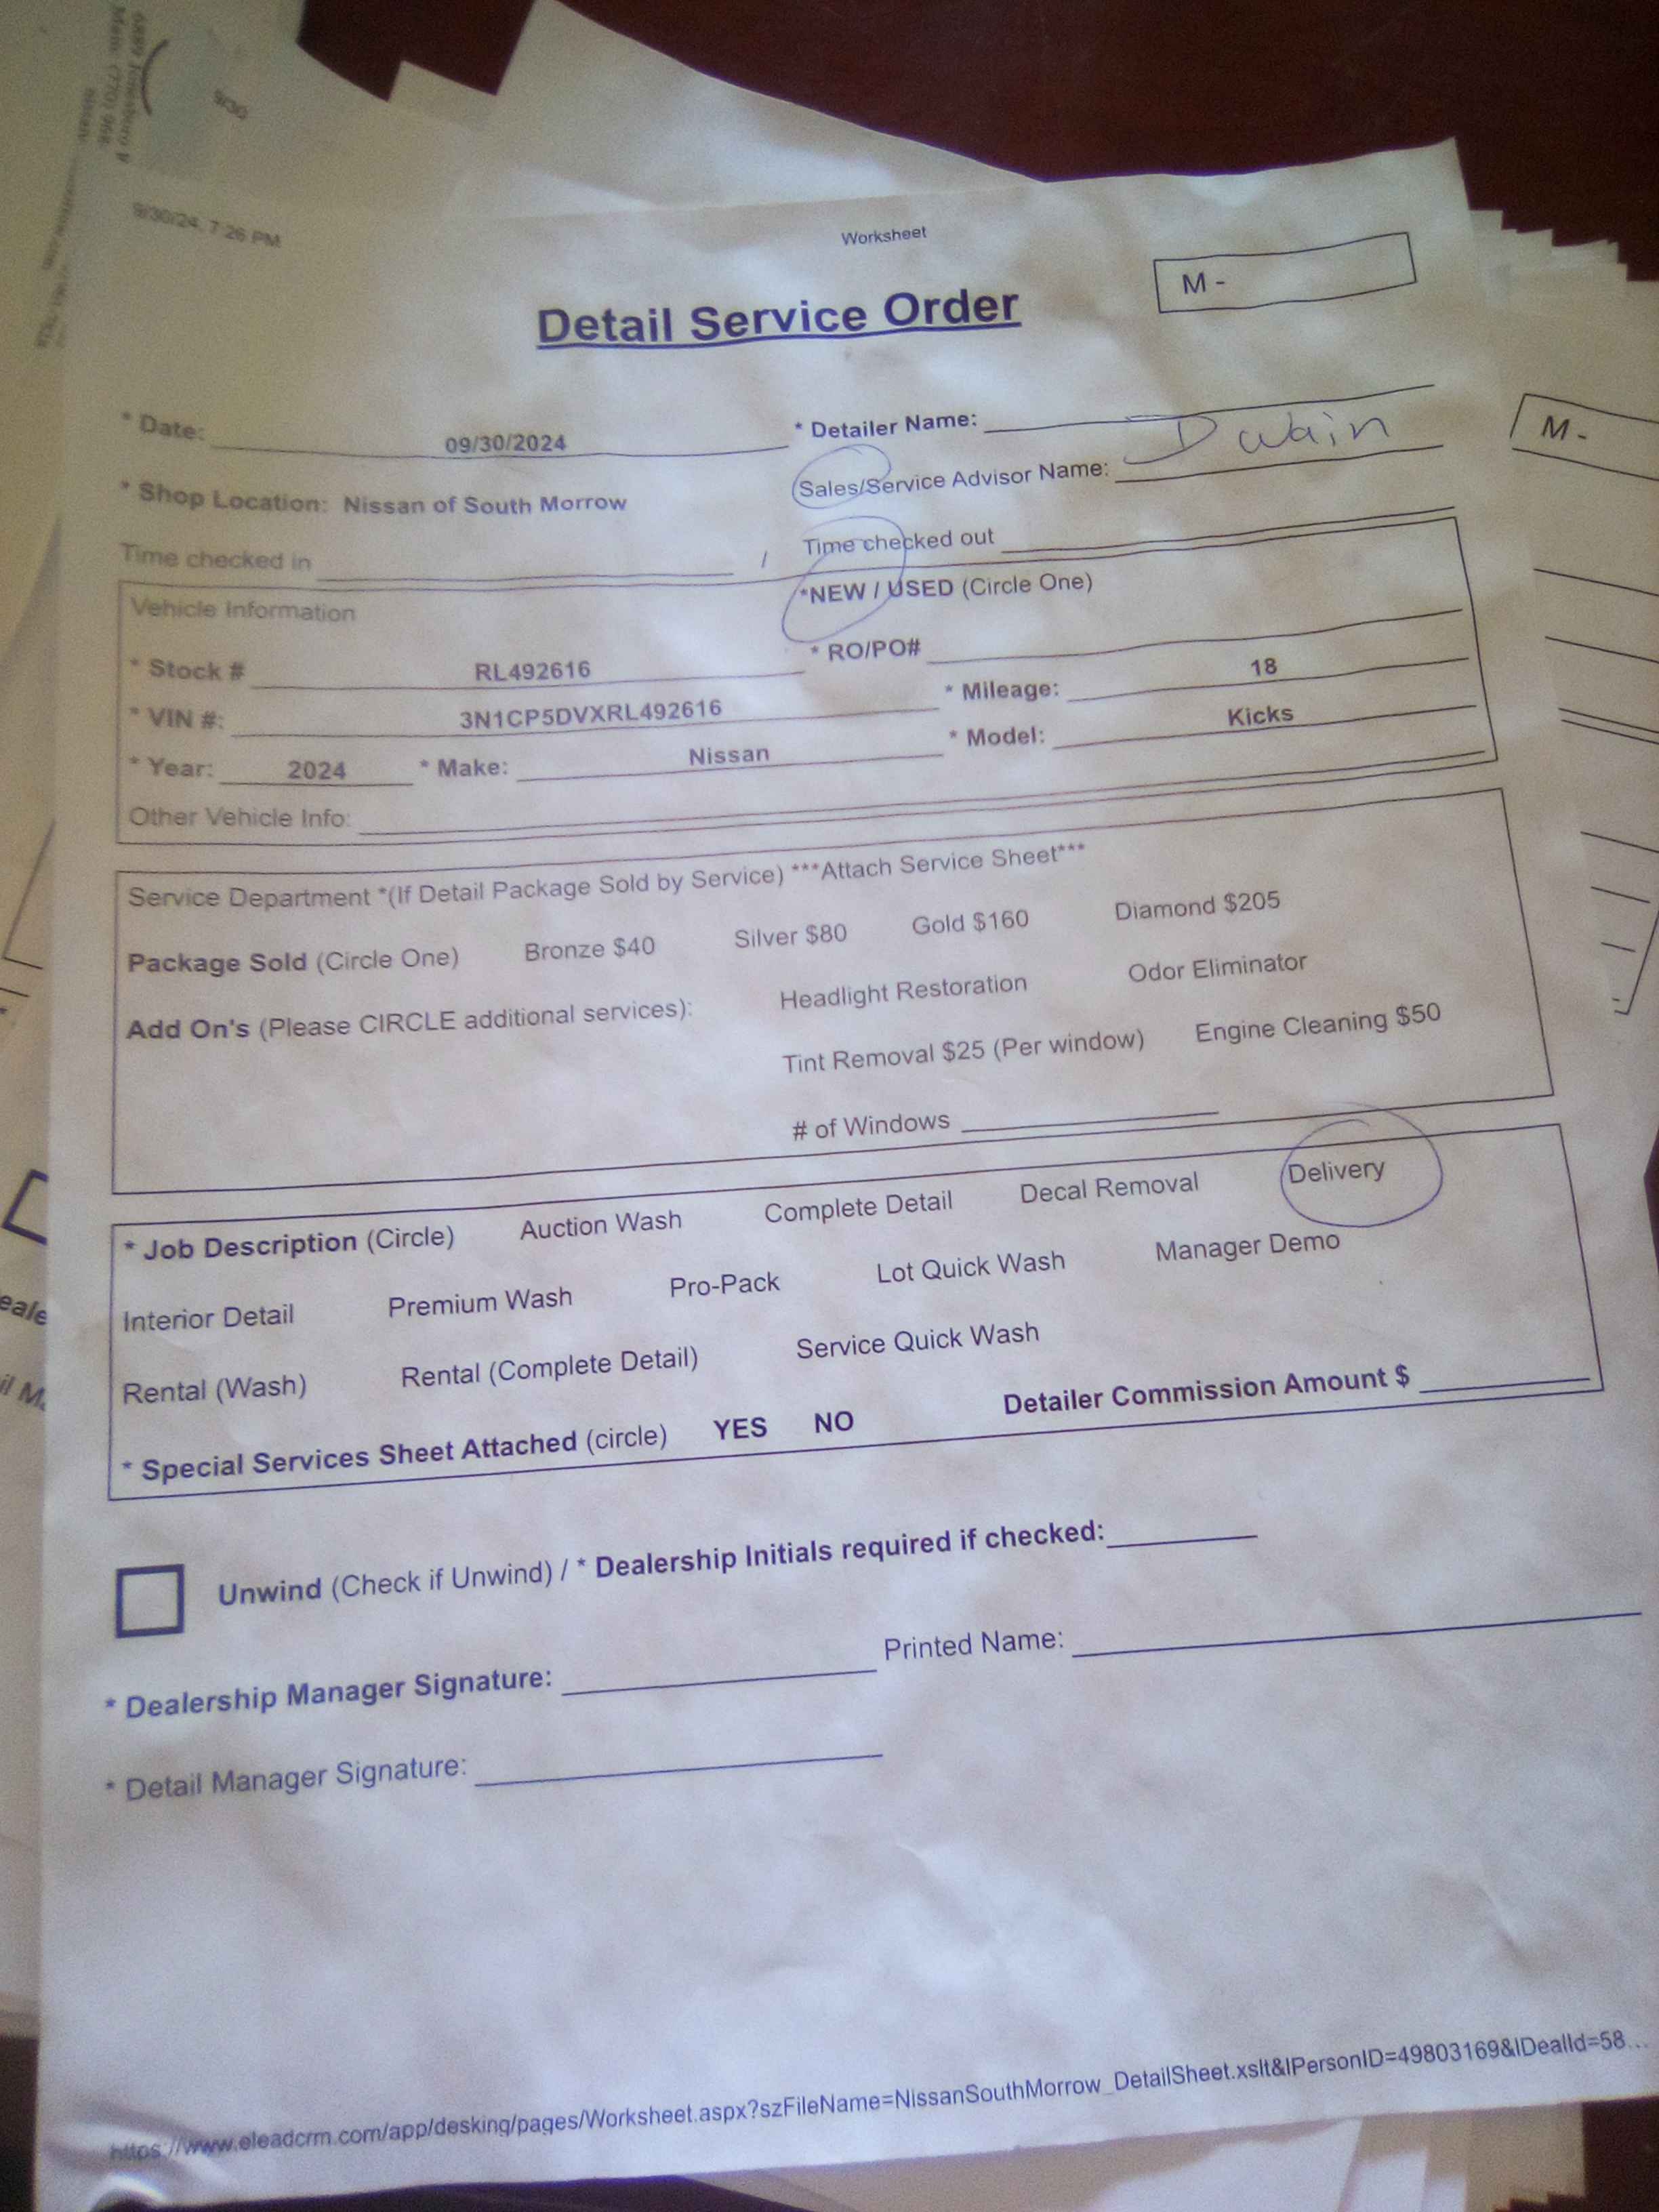 9/30
9/30/24, 7:26 PM
Worksheet
M -
Detail Service Order
* Date: 09/30/2024
* Detailer Name:
* Shop Location: Nissan of South Morrow
Sales/Service Advisor Name: Dwain
Time checked in / Time checked out
Vehicle Information
*NEW / USED (Circle One)
* Stock # RL492616
* RO/PO#
* VIN #: 3N1CP5DVXRL492616
* Mileage: 18
* Year: 2024 * Make: Nissan * Model: Kicks
Other Vehicle Info:
Service Department *(If Detail Package Sold by Service) ***Attach Service Sheet***
Package Sold (Circle One) Bronze $40 Silver $80 Gold $160 Diamond $205
Add On's (Please CIRCLE additional services): Headlight Restoration Odor Eliminator
Tint Removal $25 (Per window) Engine Cleaning $50
# of Windows
* Job Description (Circle) Auction Wash Complete Detail Decal Removal Delivery
Interior Detail Premium Wash Pro-Pack Lot Quick Wash Manager Demo
Rental (Wash) Rental (Complete Detail) Service Quick Wash
* Special Services Sheet Attached (circle) YES NO Detailer Commission Amount $
Unwind (Check if Unwind) / * Dealership Initials required if checked:
* Dealership Manager Signature: Printed Name:
* Detail Manager Signature:
https://www.eleadcrm.com/app/desking/pages/Worksheet.aspx?szFileName=NissanSouthMorrow_DetailSheet.xslt&lPersonID=49803169&lDealId=58...
M -